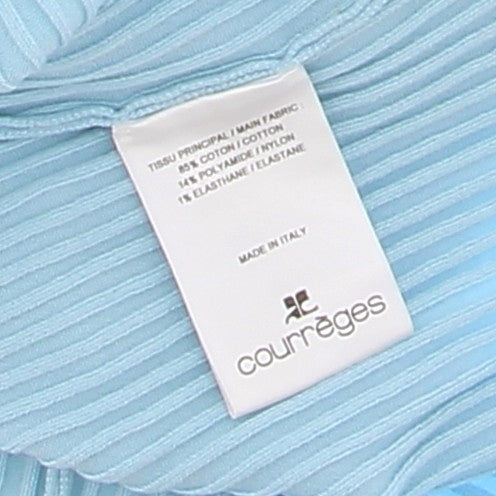 TISSU PRINCIPAL / MAIN FABRIC :
85% COTON / COTTON
14% POLYAMIDE / NYLON
1% ELASTHANE / ELASTANE
MADE IN ITALY
courrèges